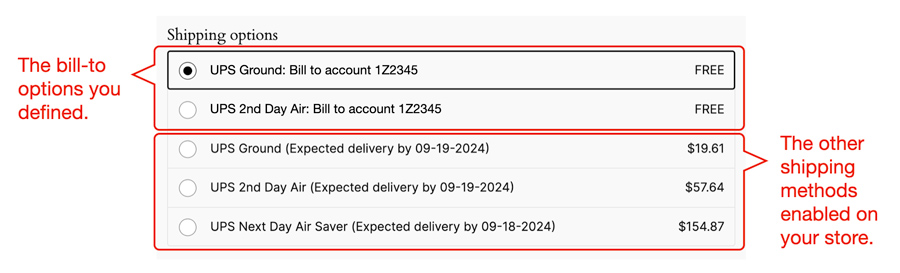 Shipping options
The bill-to
options you
defined.
UPS Ground: Bill to account 1Z2345 FREE
UPS 2nd Day Air: Bill to account 1Z2345 FREE
UPS Ground (Expected delivery by 09-19-2024) $19.61
UPS 2nd Day Air (Expected delivery by 09-19-2024) $57.64
UPS Next Day Air Saver (Expected delivery by 09-18-2024) $154.87
The other
shipping
methods
enabled on
your store.